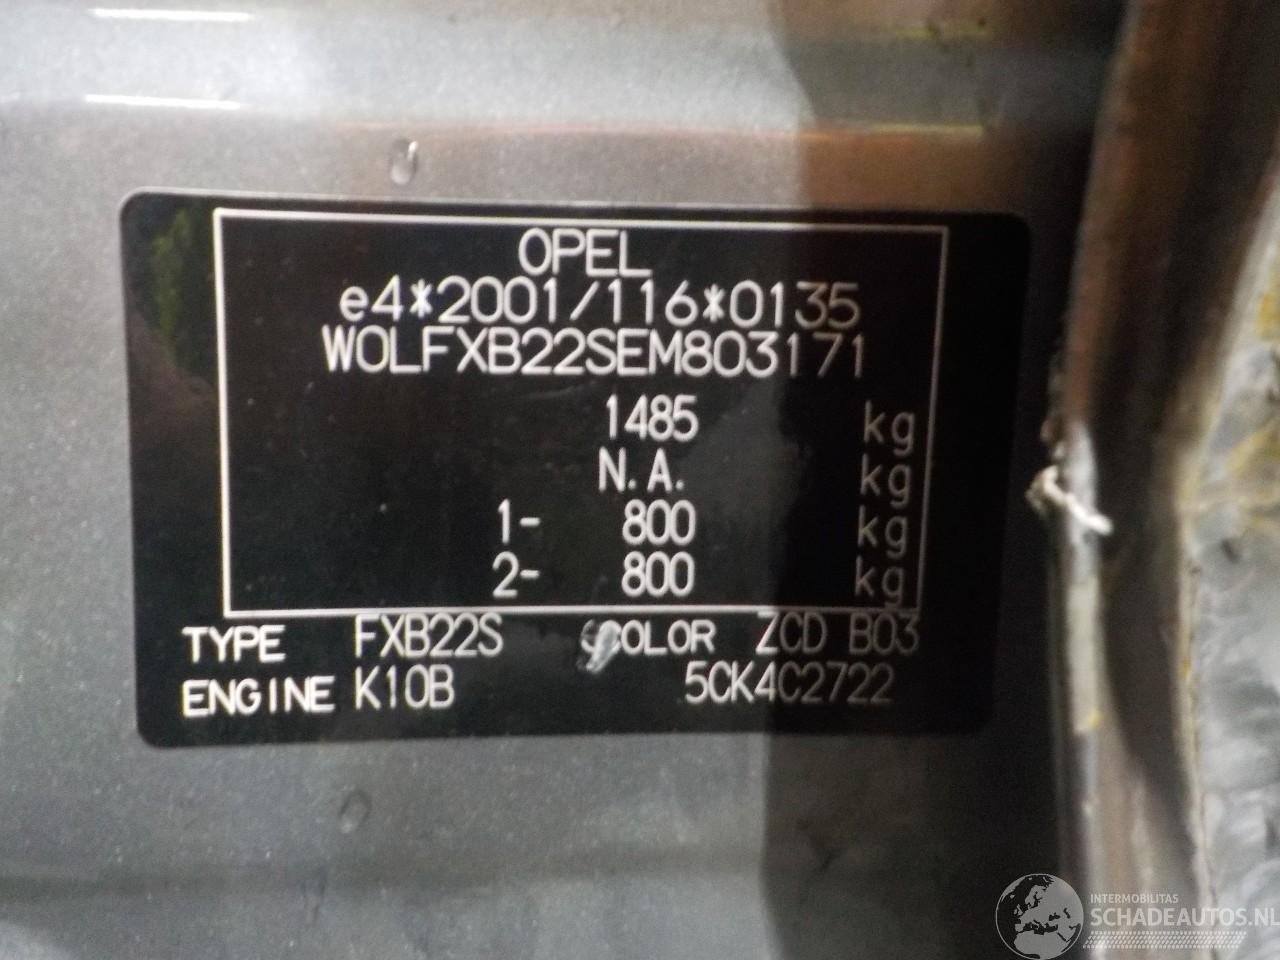 OPEL
e4*2001/116*0135
W0LFXB22SEM803171
1485 kg
N.A. kg
1- 800 kg
2- 800 kg
TYPE FXB22S COLOR ZCD B03
ENGINE K10B 5CK4C2722
INTERMOBILITAS
SCHADEAUTOS.NL